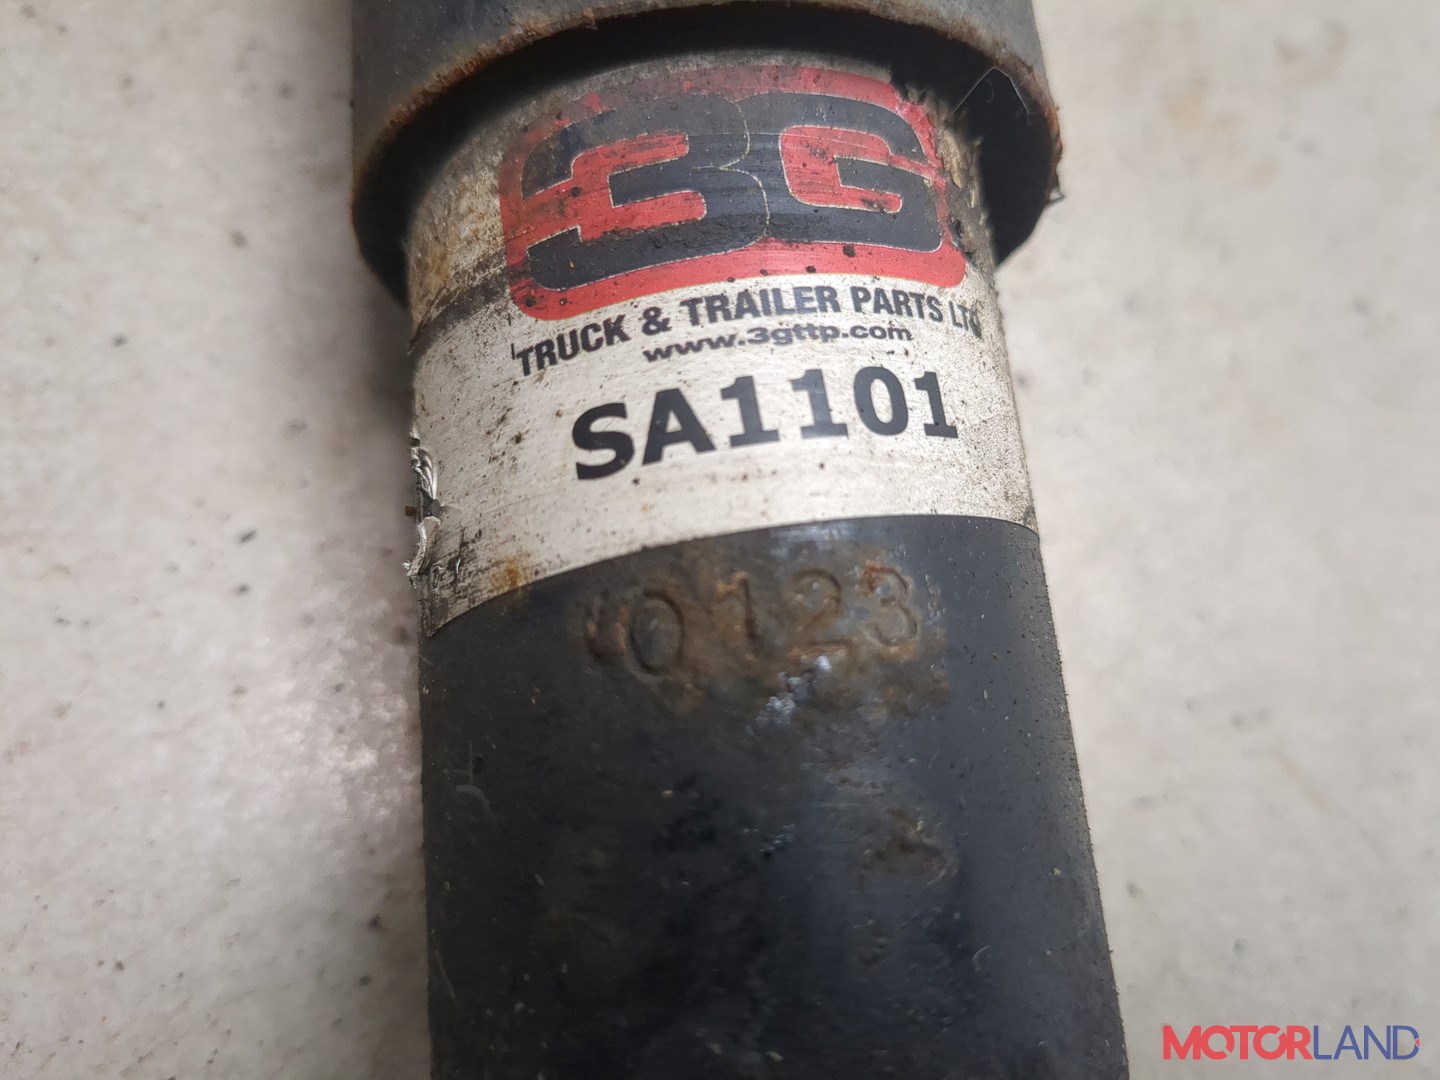 3G
TRUCK & TRAILER PARTS LTD
www.3gttp.com
SA1101
0123
MOTORLAND